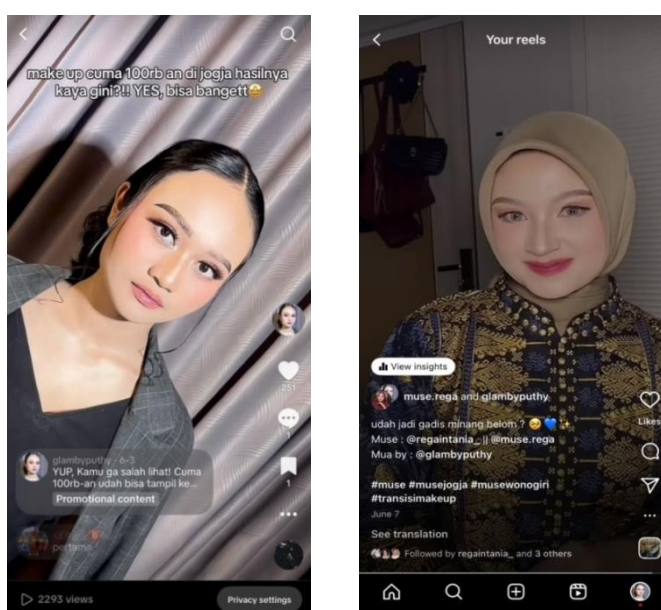 make up cuma 100rb an di jogja hasilnya
kaya gini?!! YES, bisa bangett🤩
251
1
1
glambyputhy · 6-3
YUP, Kamu ga salah lihat! Cuma
100rb-an udah bisa tampil ke...
Promotional content
pertama
2293 views
Privacy settings
Your reels
View insights
muse.rega and glambyputhy
udah jadi gadis minang belom ? 🥺💙✨
Muse : @regaintania_|| @muse.rega
Mua by : @glambyputhy
Likes
#muse #musejogja #musewonogiri
#transisimakeup
June 7
See translation
Followed by regaintania_ and 3 others